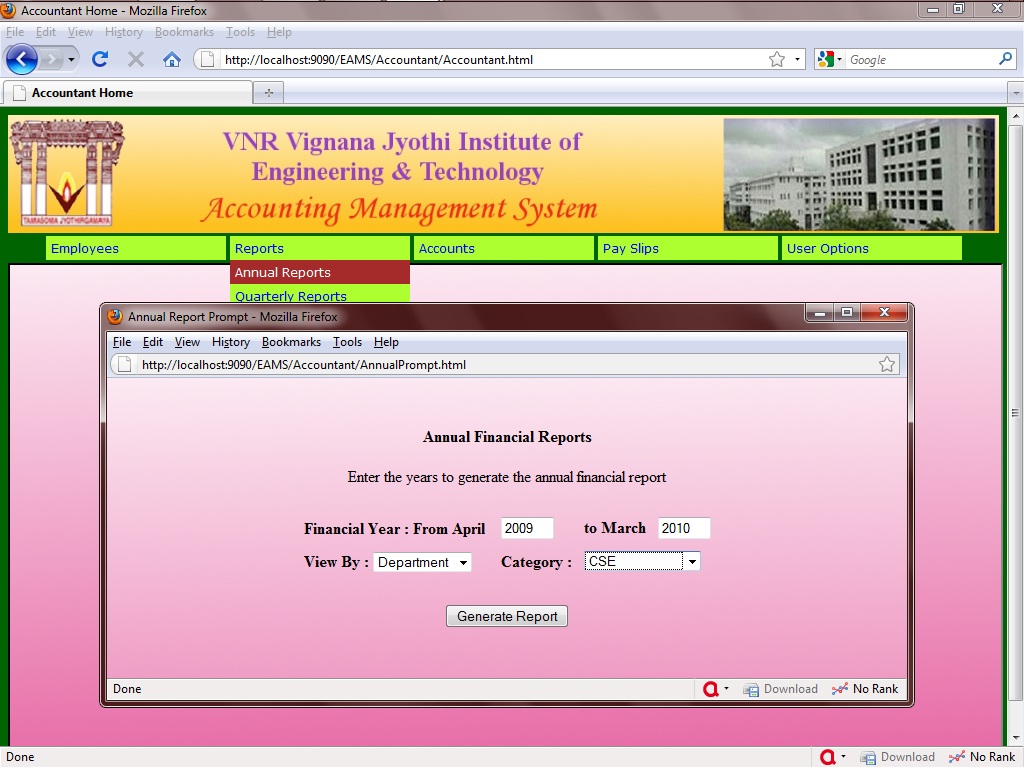 Accountant Home - Mozilla Firefox
File Edit View History Bookmarks Tools Help
http://localhost:9090/EAMS/Accountant/Accountant.html
Google
Accountant Home
VNR Vignana Jyothi Institute of
Engineering & Technology
Accounting Management System
TAMASOMA JYOTHIRGAMAYA
Employees Reports Accounts Pay Slips User Options
Annual Reports
Quarterly Reports
Annual Report Prompt - Mozilla Firefox
File Edit View History Bookmarks Tools Help
http://localhost:9090/EAMS/Accountant/AnnualPrompt.html
Annual Financial Reports
Enter the years to generate the annual financial report
Financial Year : From April 2009 to March 2010
View By : Department Category : CSE
Generate Report
Done Download No Rank
Done Download No Rank